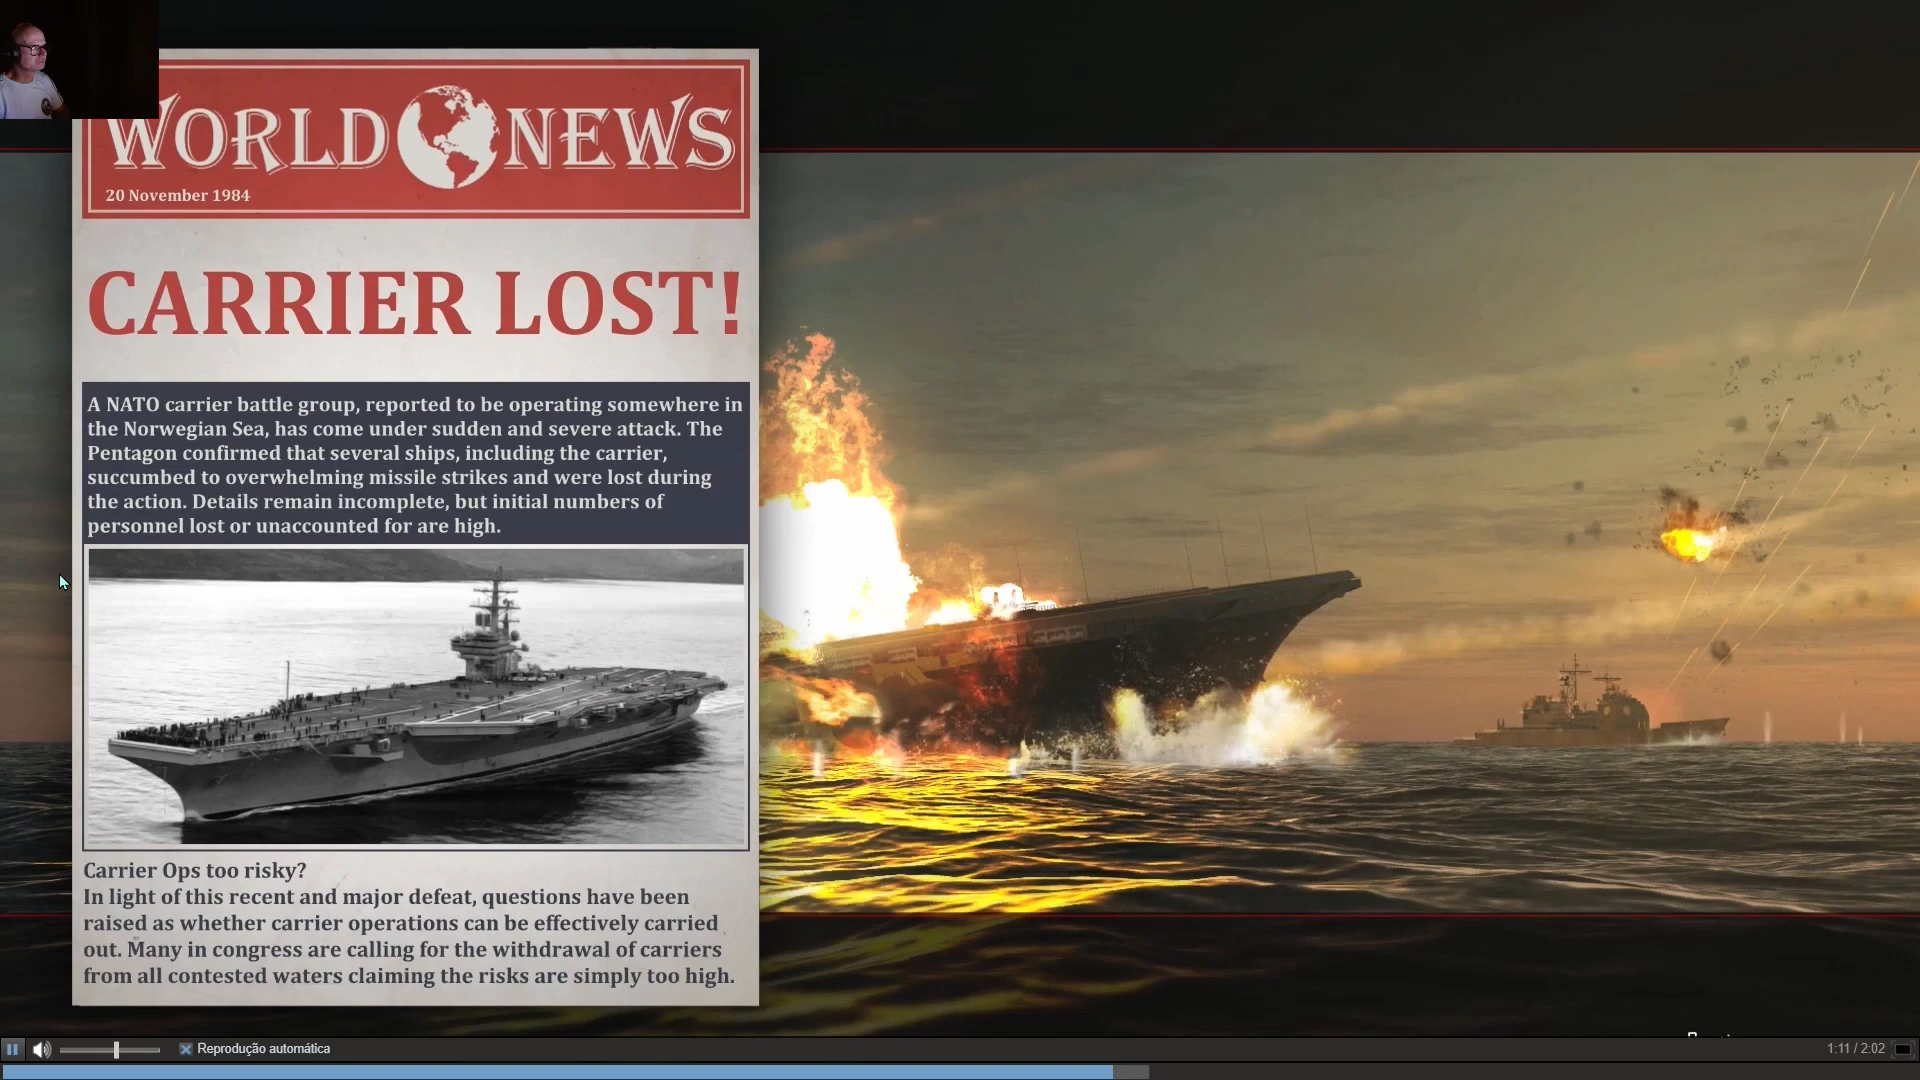 WORLD NEWS
20 November 1984
CARRIER LOST!
A NATO carrier battle group, reported to be operating somewhere in
the Norwegian Sea, has come under sudden and severe attack. The
Pentagon confirmed that several ships, including the carrier,
succumbed to overwhelming missile strikes and were lost during
the action. Details remain incomplete, but initial numbers of
personnel lost or unaccounted for are high.
Carrier Ops too risky?
In light of this recent and major defeat, questions have been
raised as whether carrier operations can be effectively carried
out. Many in congress are calling for the withdrawal of carriers
from all contested waters claiming the risks are simply too high.
Reprodução automática
1:11 / 2:02